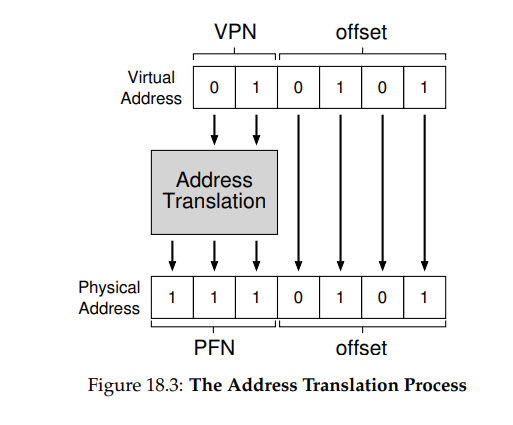 VPN offset
Virtual Address 0 1 0 1 0 1
Address
Translation
Physical Address 1 1 1 0 1 0 1
PFN offset
Figure 18.3: The Address Translation Process